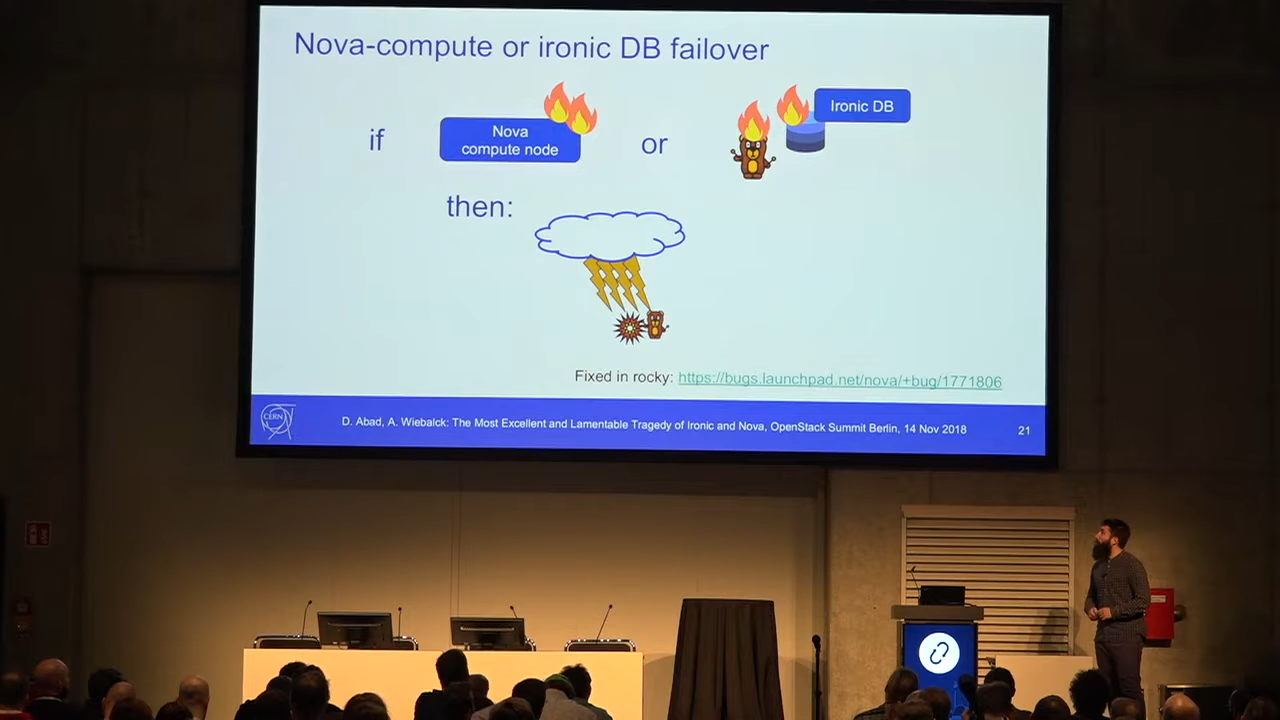 Nova-compute or ironic DB failover
if
Nova
compute node
or
Ironic DB
then:
Fixed in rocky: https://bugs.launchpad.net/nova/+bug/1771806
CERN
D. Abad, A. Wiebalck: The Most Excellent and Lamentable Tragedy of Ironic and Nova, OpenStack Summit Berlin, 14 Nov 2018
21